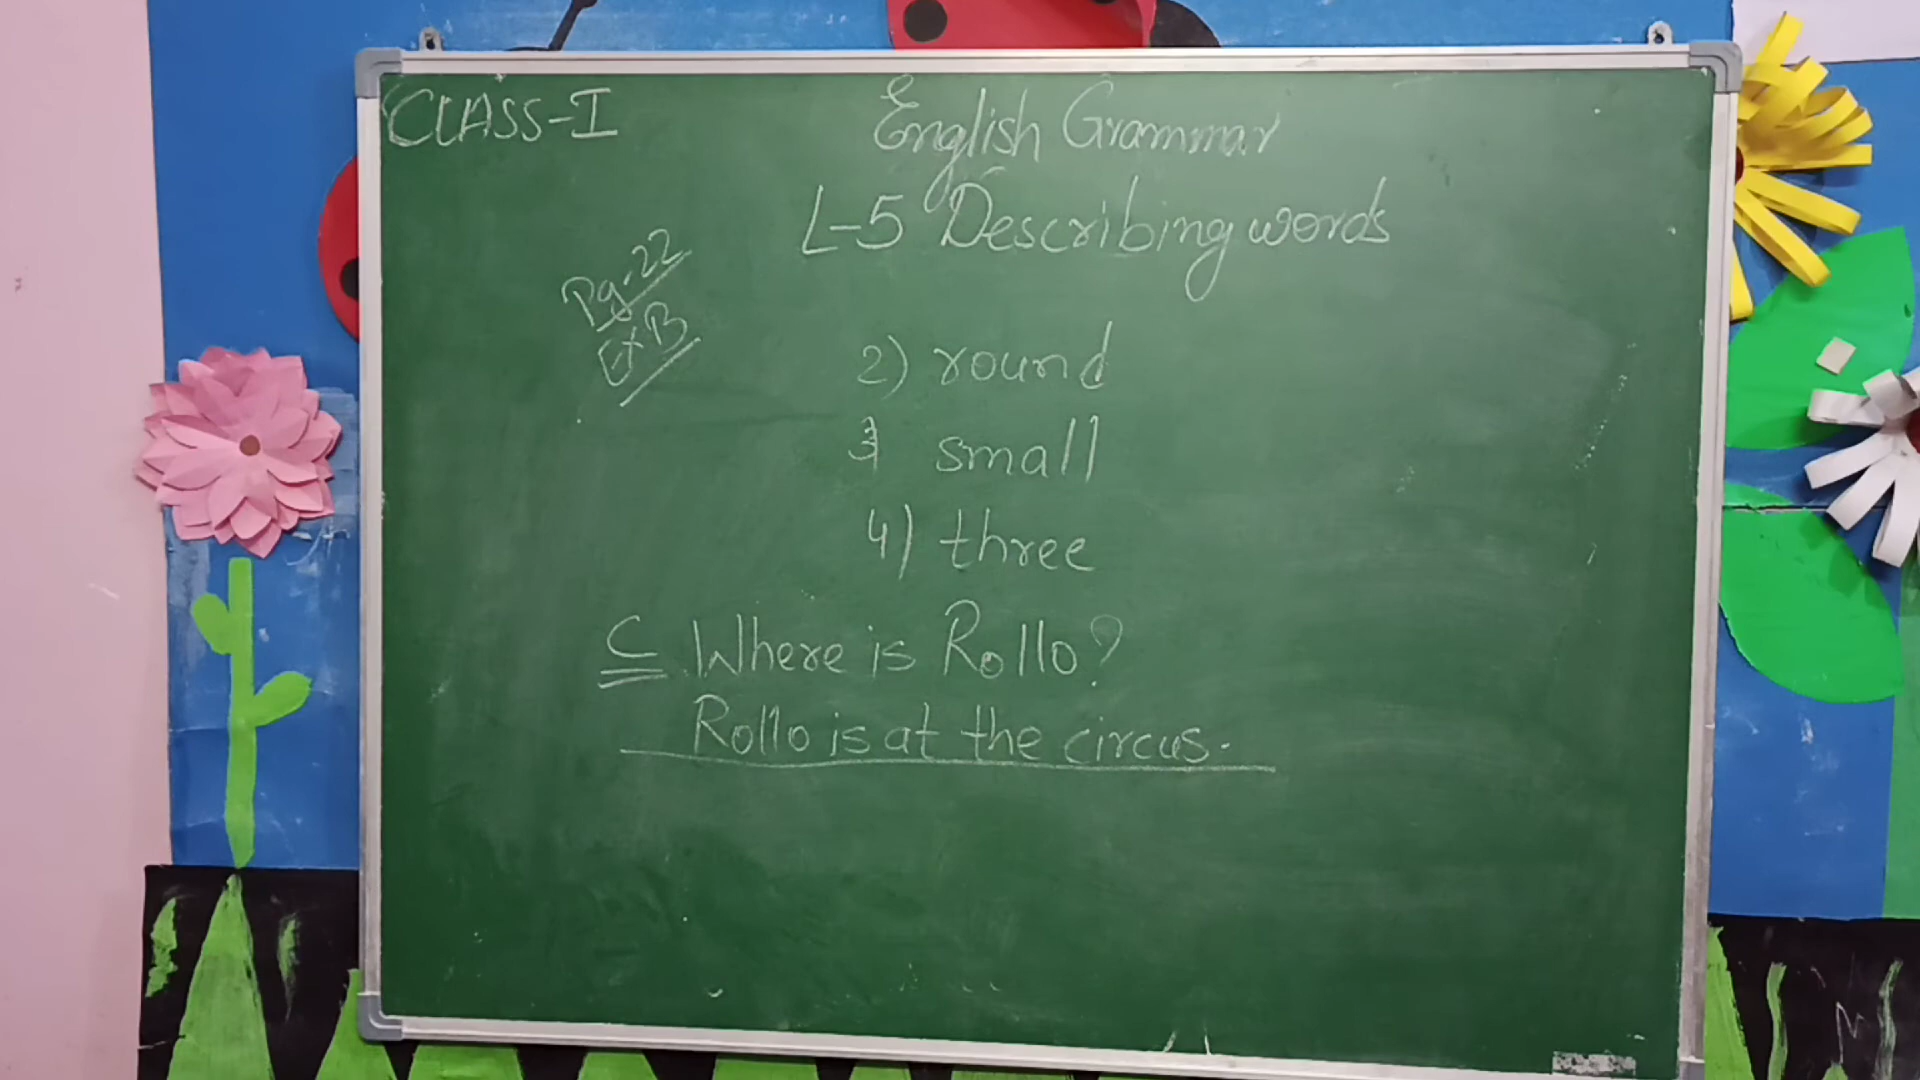 CLASS-I
English Grammar
L-5 Describing words
Pg-22
Ex B
2) round
3) small
4) three
C Where is Rollo?
Rollo is at the circus.